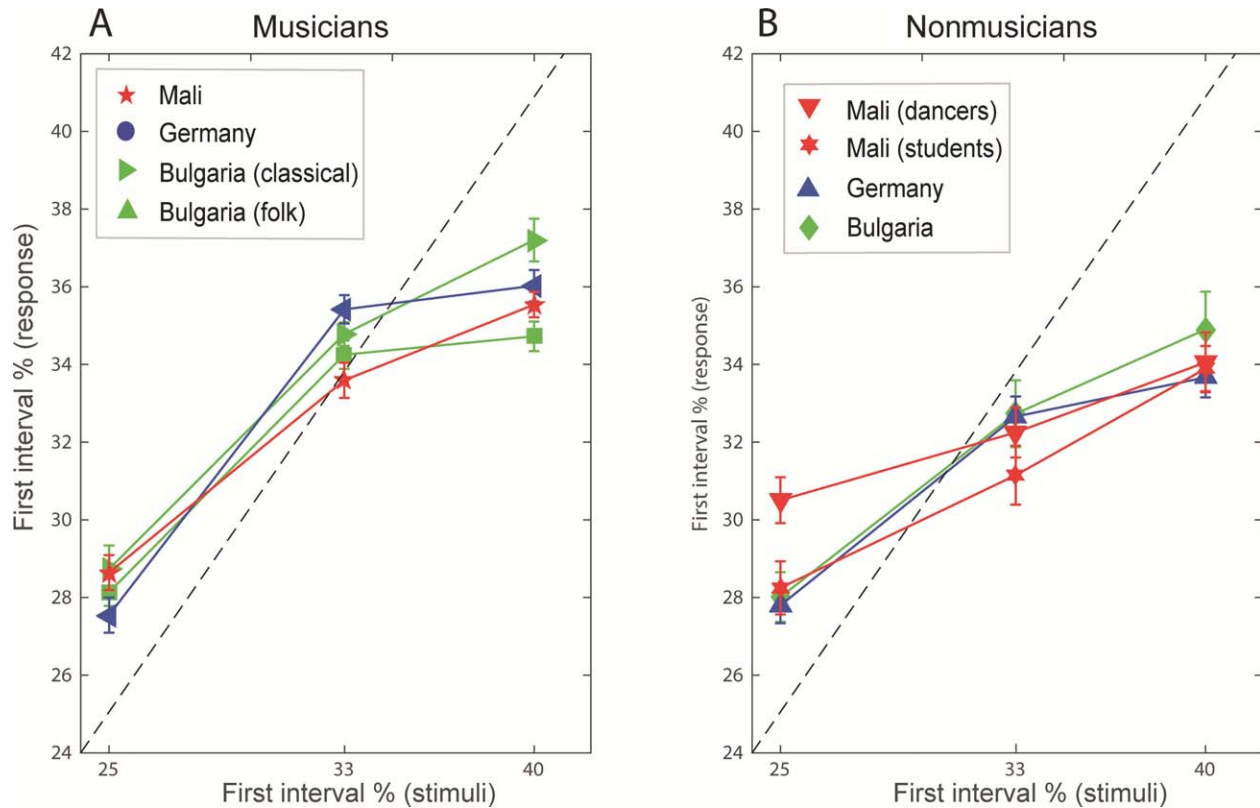 A
Musicians
42
40
38
36
34
32
30
28
26
24
First interval % (response)
Mali
Germany
Bulgaria (classical)
Bulgaria (folk)
25
33
40
First interval % (stimuli)
B
Nonmusicians
42
40
38
36
34
32
30
28
26
24
First interval % (response)
Mali (dancers)
Mali (students)
Germany
Bulgaria
25
33
40
First interval % (stimuli)